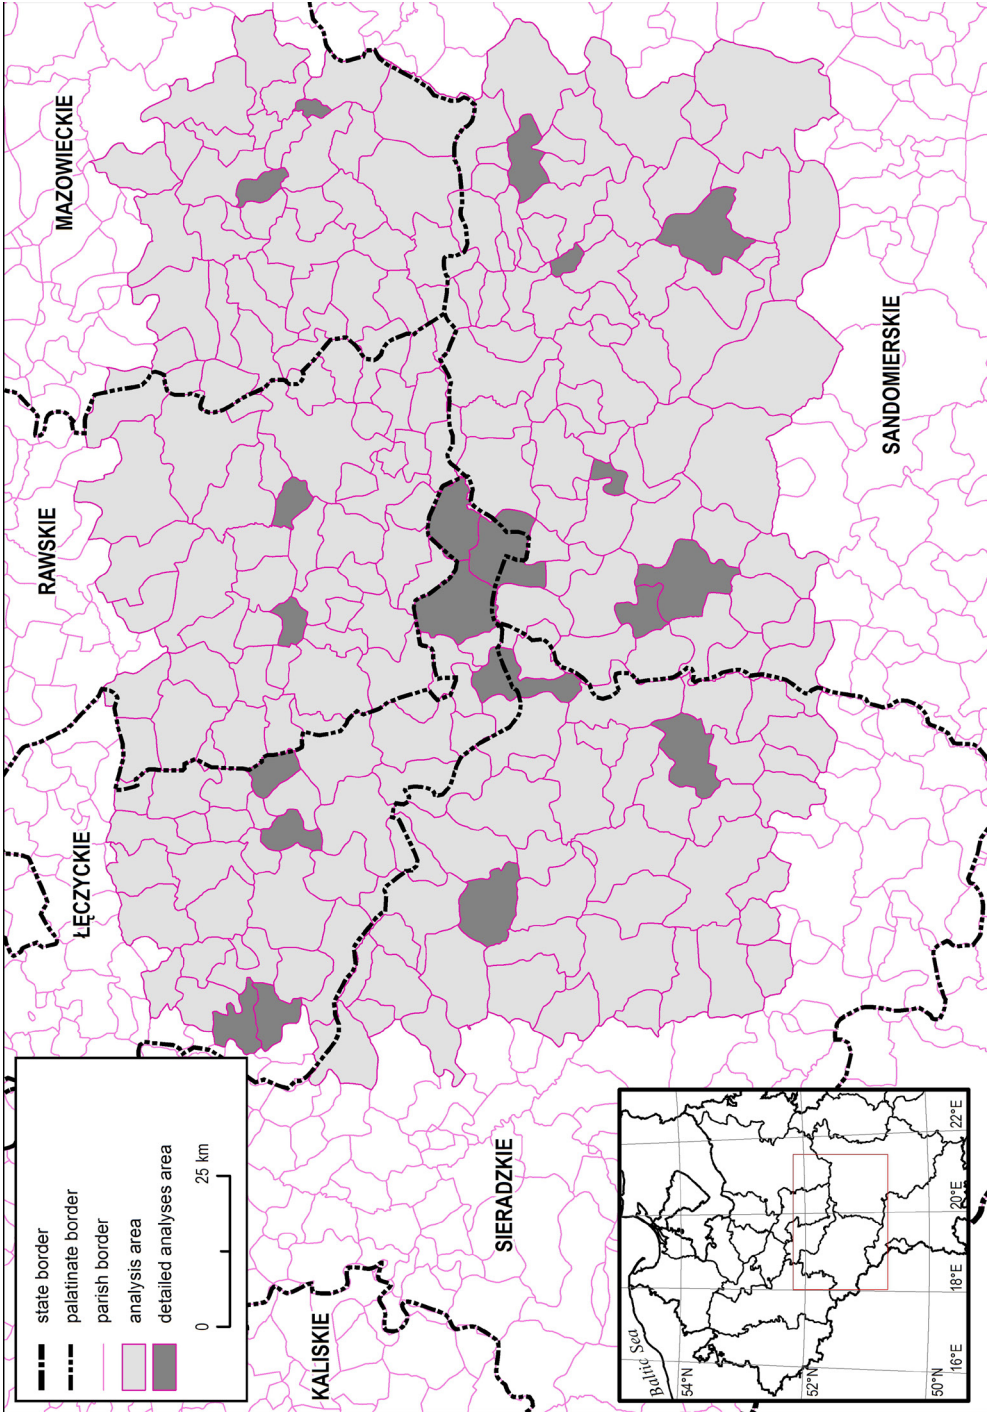 MAZOWIECKIE
RAWSKIE
ŁĘCZYCKIE
SANDOMIERSKIE
SIERADZKIE
KALISKIE
state border
palatinate border
parish border
analysis area
detailed analyses area
0
25 km
Baltic Sea
54°N
52°N
50°N
16°E
18°E
20°E
22°E